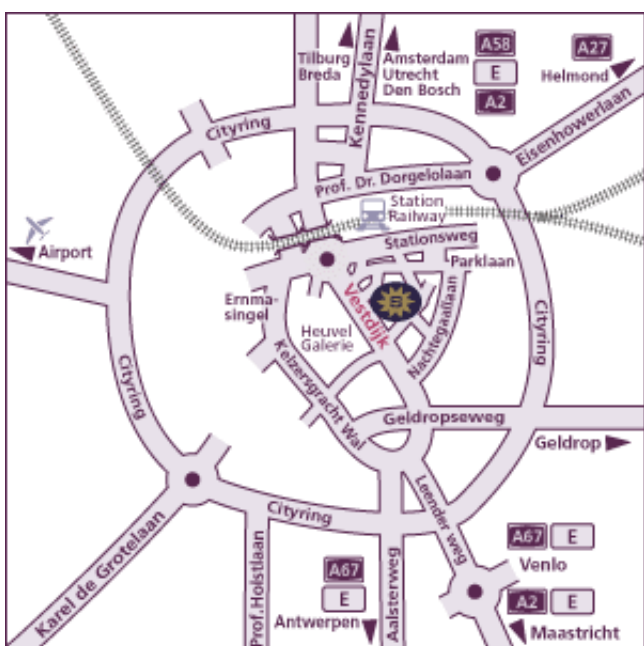 Tilburg
Breda
Kennedylaan
Amsterdam
Utrecht
Den Bosch
A58
E
A2
A27
Helmond
Eisenhowerlaan
Cityring
Prof. Dr. Dorgelolaan
Station
Railway
Airport
Stationsweg
Parklaan
Ernma-
singel
Vestdijk
S
Nachtegaallaan
Cityring
Heuvel
Galerie
Keizersgracht Wal
Cityring
Geldropseweg
Geldrop
Leender weg
Cityring
Karel de Grotelaan
Prof.Holstlaan
A67
E
Antwerpen
Aalsterweg
A67
E
Venlo
A2
E
Maastricht